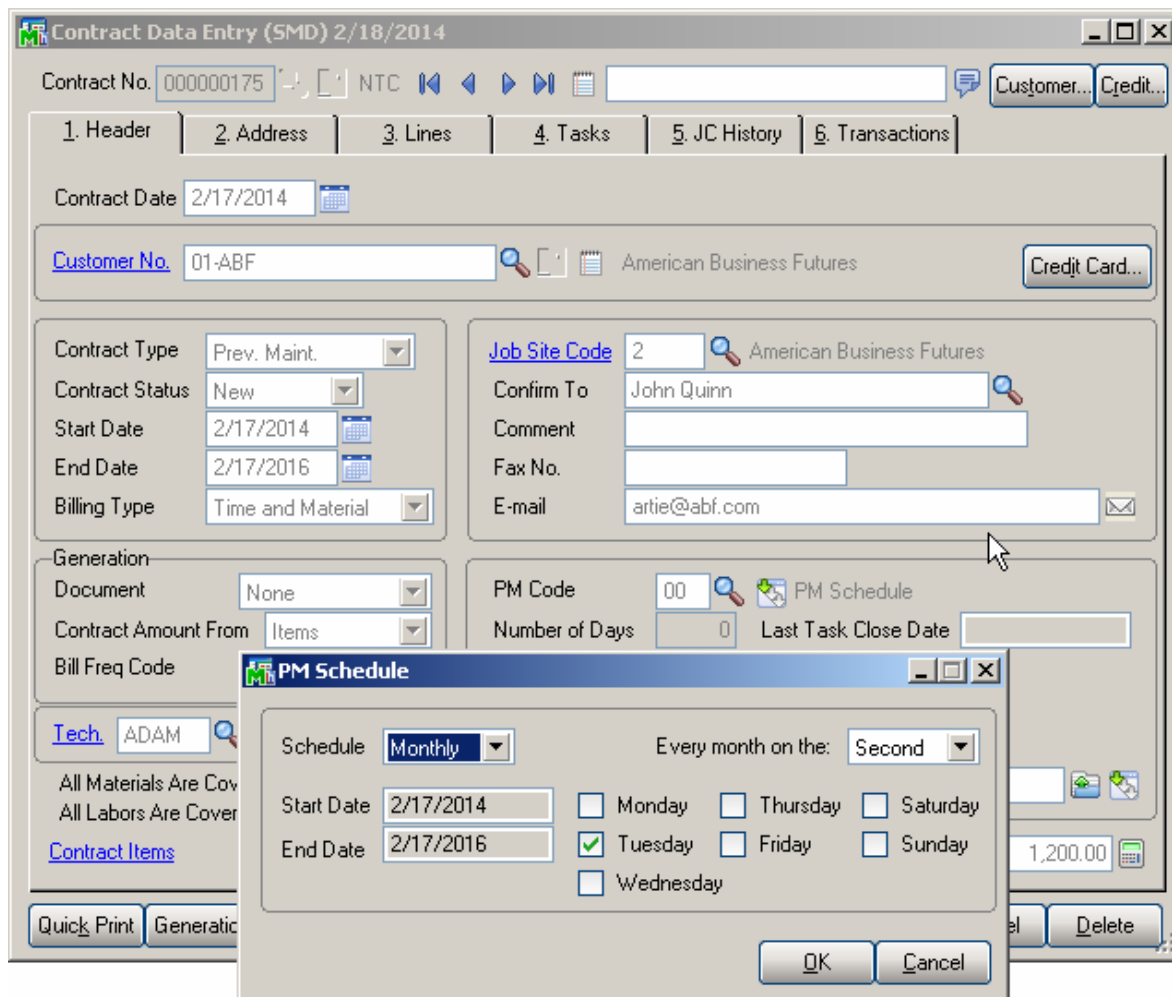 Contract Data Entry (SMD) 2/18/2014
Contract No. 000000175 NTC Customer... Credit...
1. Header 2. Address 3. Lines 4. Tasks 5. JC History 6. Transactions
Contract Date 2/17/2014
Customer No. 01-ABF American Business Futures Credit Card...
Contract Type Prev. Maint.
Contract Status New
Start Date 2/17/2014
End Date 2/17/2016
Billing Type Time and Material
Job Site Code 2 American Business Futures
Confirm To John Quinn
Comment
Fax No.
E-mail artie@abf.com
Generation
Document None
Contract Amount From Items
Bill Freq Code
PM Code 00 PM Schedule
Number of Days 0 Last Task Close Date
Tech. ADAM
All Materials Are Cov
All Labors Are Cover
Contract Items
1,200.00
Quick Print Generatio el Delete
PM Schedule
Schedule Monthly Every month on the: Second
Start Date 2/17/2014 Monday Thursday Saturday
End Date 2/17/2016 Tuesday Friday Sunday
Wednesday
OK Cancel